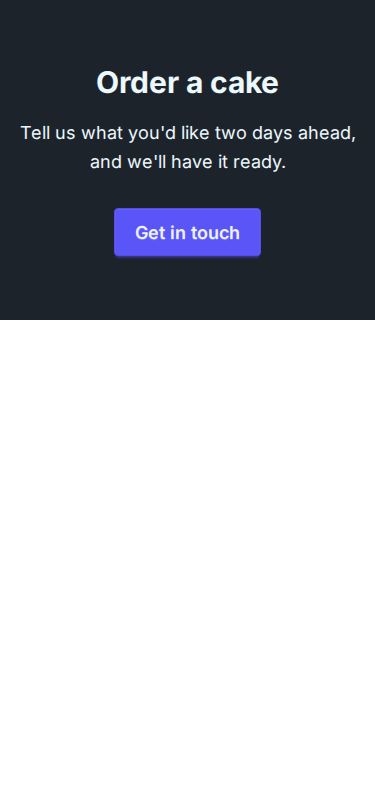 Order a cake
Tell us what you'd like two days ahead,
and we'll have it ready.
Get in touch